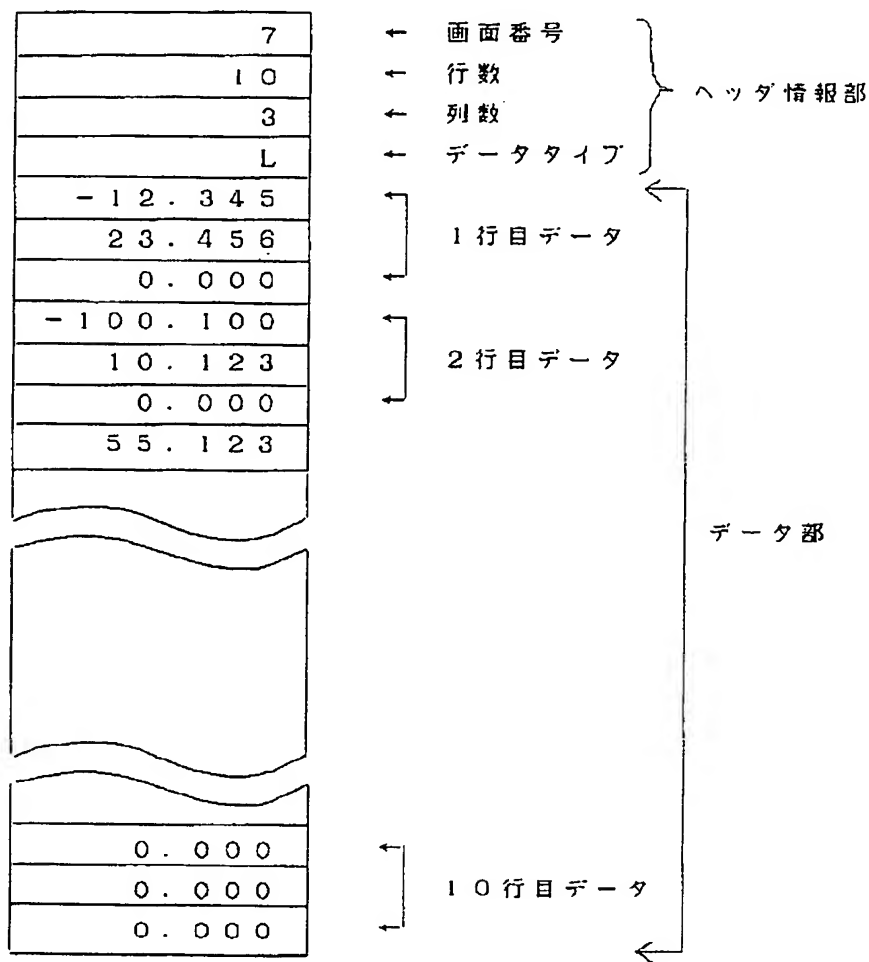 7 ← 画面番号
10 ← 行数
ヘッダ情報部
3 ← 列数
L ← データタイプ
-12.345
23.456 1行目データ
0.000
-100.100
10.123 2行目データ
0.000
55.123
データ部
0.000
0.000 10行目データ
0.000